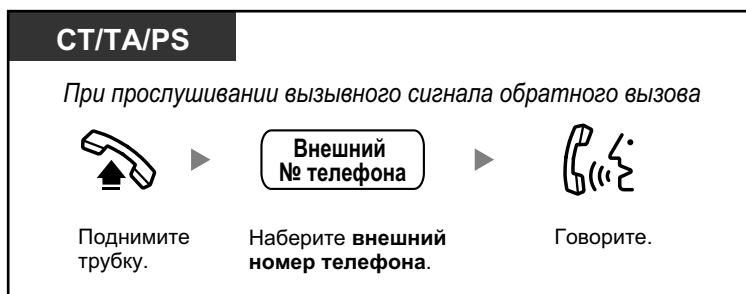 CT/TA/PS
При прослушивании вызывного сигнала обратного вызова
Внешний
№ телефона
Поднимите
трубку.
Наберите внешний
номер телефона.
Говорите.